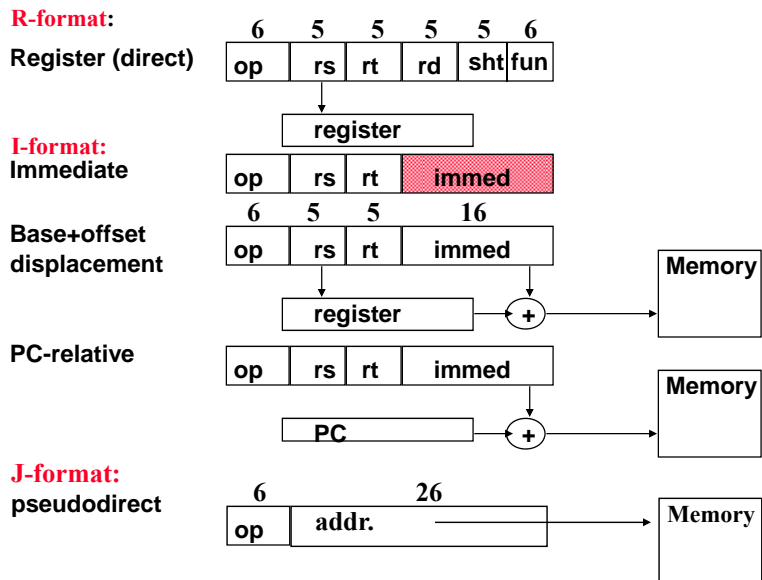 R-format:
6 5 5 5 5 6
Register (direct)
op rs rt rd sht fun
register
I-format:
Immediate
op rs rt immed
6 5 5 16
Base+offset
displacement
op rs rt immed
Memory
register +
PC-relative
op rs rt immed
Memory
PC +
J-format:
6 26
pseudodirect
op addr. Memory